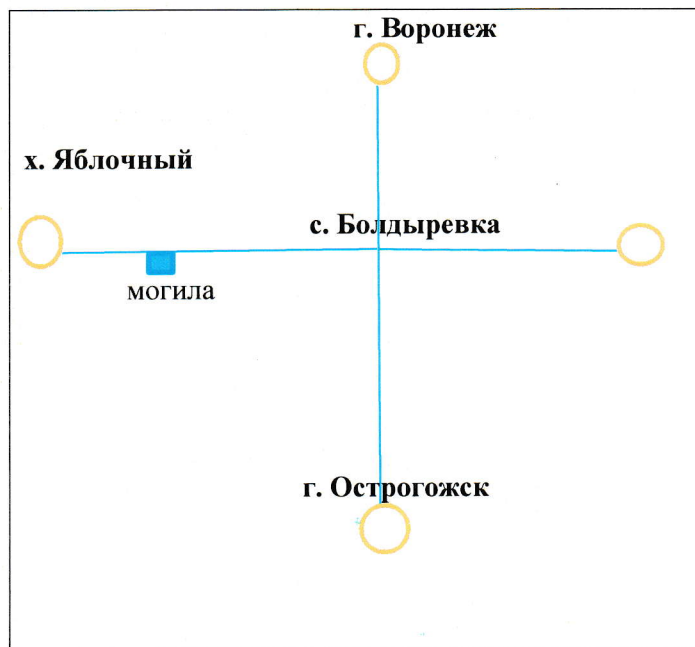 г. Воронеж
х. Яблочный
с. Болдыревка
могила
г. Острогожск